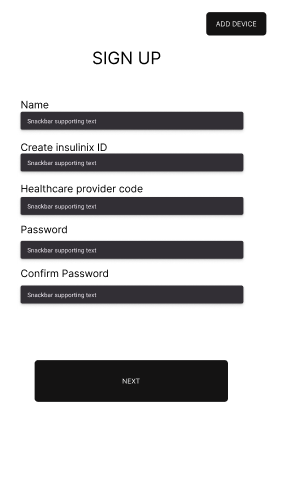 ADD DEVICE
SIGN UP
Name
Snackbar supporting text
Create insulinix ID
Snackbar supporting text
Healthcare provider code
Snackbar supporting text
Password
Snackbar supporting text
Confirm Password
Snackbar supporting text
NEXT